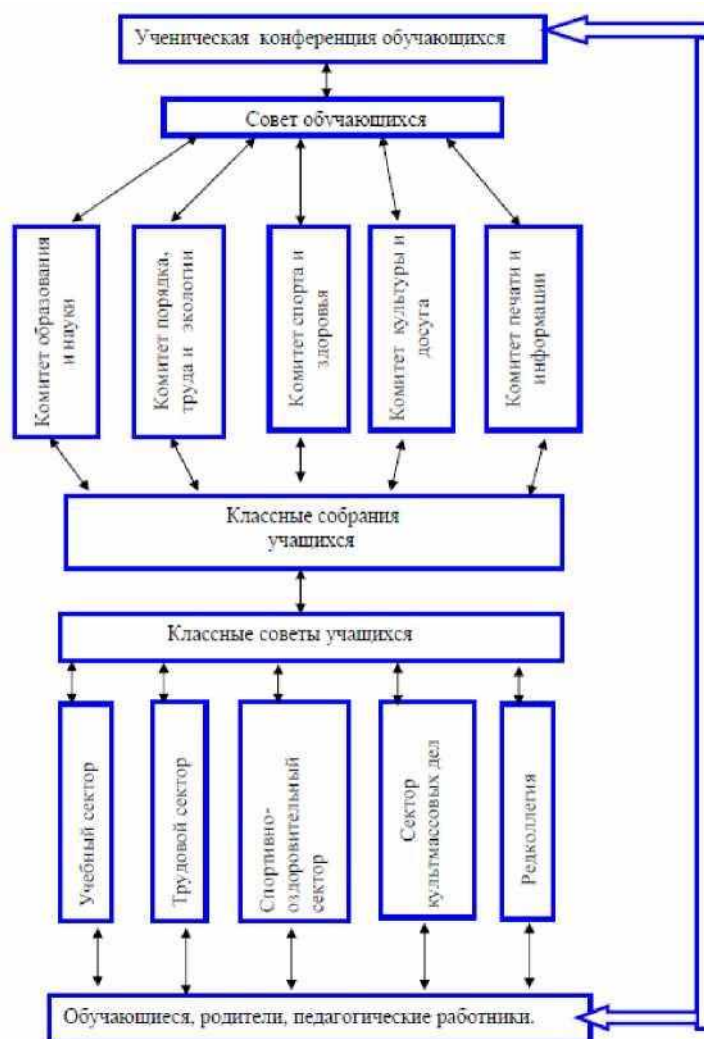 Ученическая конференция обучающихся
Совет обучающихся
Комитет образования
и науки
Комитет порядка,
труда и экологии
Комитет спорта и
здоровья
Комитет культуры и
досуга
Комитет печати и
информации
Классные собрания
учащихся
Классные советы учащихся
Учебный сектор
Трудовой сектор
Спортивно-
оздоровительный
сектор
Сектор
культмассовых дел
Редколлегия
Обучающиеся, родители, педагогические работники.